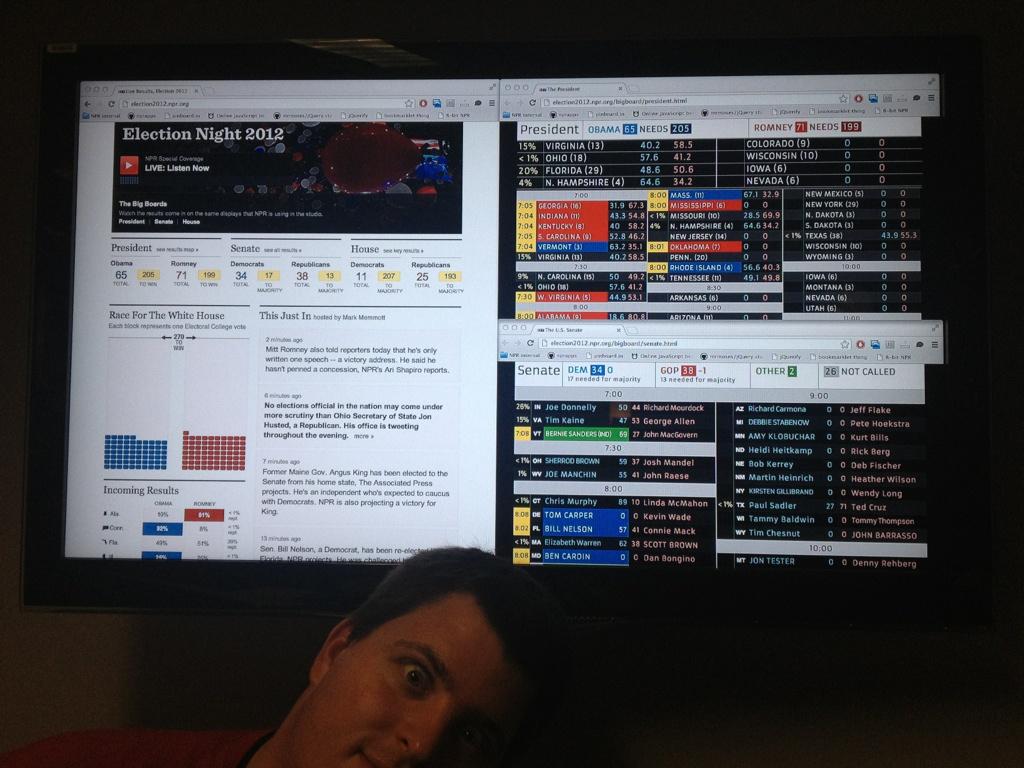 Live Results, Election 2012
election2012.npr.org
Election Night 2012
NPR Special Coverage
LIVE: Listen Now
The Big Boards
Watch the results come in on the same displays that NPR is using in the studio.
President Senate House
President see results map »
Obama Romney
65 205 71 199
TOTAL TO WIN TOTAL TO WIN
Senate see all results »
Democrats Republicans
34 17 38 13
TOTAL TO MAJORITY TOTAL TO MAJORITY
House see key results »
Democrats Republicans
11 207 25 193
TOTAL TO MAJORITY TOTAL TO MAJORITY
Race For The White House
Each block represents one Electoral College vote
270
TO
WIN
Incoming Results
OBAMA ROMNEY
Ala.
Conn.
Fla. 49% 51%
This Just In hosted by Mark Memmott
2 minutes ago
Mitt Romney also told reporters today that he's only
written one speech -- a victory address. He said he
hasn't penned a concession, NPR's Ari Shapiro reports.
6 minutes ago
No elections official in the nation may come under
more scrutiny than Ohio Secretary of State Jon
Husted, a Republican. His office is tweeting
throughout the evening. more »
7 minutes ago
Former Maine Gov. Angus King has been elected to the
Senate from his home state, The Associated Press
projects. He's an independent who's expected to caucus
with Democrats. NPR is also projecting a victory for
King.
13 minutes ago
Sen. Bill Nelson, a Democrat, has been re-elected
Florida, NPR projects. He was challenged
The President
election2012.npr.org/bigboard/president.html
President OBAMA 65 NEEDS 205 ROMNEY 71 NEEDS 199
15% VIRGINIA (13) 40.2 58.5
< 1% OHIO (18) 57.6 41.2
20% FLORIDA (29) 48.6 50.6
4% N. HAMPSHIRE (4) 64.6 34.2
COLORADO (9) 0 0
WISCONSIN (10) 0 0
IOWA (6) 0 0
NEVADA (6) 0 0
7:00
7:05 GEORGIA (16) 31.9 67.3
7:04 INDIANA (11) 43.3 54.8
7:04 KENTUCKY (8) 40 58.2
7:05 S. CAROLINA (9) 52.8 46.2
7:04 VERMONT (3) 63.2 35.1
15% VIRGINIA (13) 40.2 58.5
7:30
9% N. CAROLINA (15) 50 49.2
<1% OHIO (18) 57.6 41.2
7:30 W. VIRGINIA (5) 44.9 53.1
8:00
8:00 ALABAMA (9) 18.6 80.8
8:00 MASS. (11) 67.1 32.9
8:00 MISSISSIPPI (6) 0 0
<1% MISSOURI (10) 28.5 69.9
4% N. HAMPSHIRE (4) 64.6 34.2
NEW JERSEY (14) 0 0
8:01 OKLAHOMA (7) 0 0
PENN. (20) 0 0
8:00 RHODE ISLAND (4) 56.6 40.3
<1% TENNESSEE (11) 49.1 49.8
8:30
ARKANSAS (6) 0 0
9:00
ARIZONA (11) 0 0
NEW MEXICO (5) 0 0
NEW YORK (29) 0 0
N. DAKOTA (3) 0 0
S. DAKOTA (3) 0 0
<1% TEXAS (38) 43.9 55.3
WISCONSIN (10) 0 0
WYOMING (3) 0 0
10:00
IOWA (6) 0 0
MONTANA (3) 0 0
NEVADA (6) 0 0
UTAH (6) 0 0
11:00
The U.S. Senate
election2012.npr.org/bigboard/senate.html
Senate DEM 34 0 GOP 38 -1 OTHER 2 26 NOT CALLED
17 needed for majority 13 needed for majority
7:00
26% IN Joe Donnelly 50 44 Richard Mourdock
15% VA Tim Kaine 47 53 George Allen
7:08 VT BERNIE SANDERS (IND) 69 27 John MacGovern
7:30
<1% OH SHERROD BROWN 59 37 Josh Mandel
1% WV JOE MANCHIN 55 41 John Raese
8:00
<1% CT Chris Murphy 89 10 Linda McMahon
8:08 DE TOM CARPER 0 0 Kevin Wade
8:02 FL BILL NELSON 57 41 Connie Mack
<1% MA Elizabeth Warren 62 38 SCOTT BROWN
8:08 MD BEN CARDIN 0 0 Dan Bongino
9:00
AZ Richard Carmona 0 0 Jeff Flake
MI DEBBIE STABENOW 0 0 Pete Hoekstra
MN AMY KLOBUCHAR 0 0 Kurt Bills
ND Heidi Heitkamp 0 0 Rick Berg
NE Bob Kerrey 0 0 Deb Fischer
NM Martin Heinrich 0 0 Heather Wilson
NY KIRSTEN GILLIBRAND 0 0 Wendy Long
<1% TX Paul Sadler 27 71 Ted Cruz
WI Tammy Baldwin 0 0 Tommy Thompson
WY Tim Chesnut 0 0 JOHN BARRASSO
10:00
MT JON TESTER 0 0 Denny Rehberg